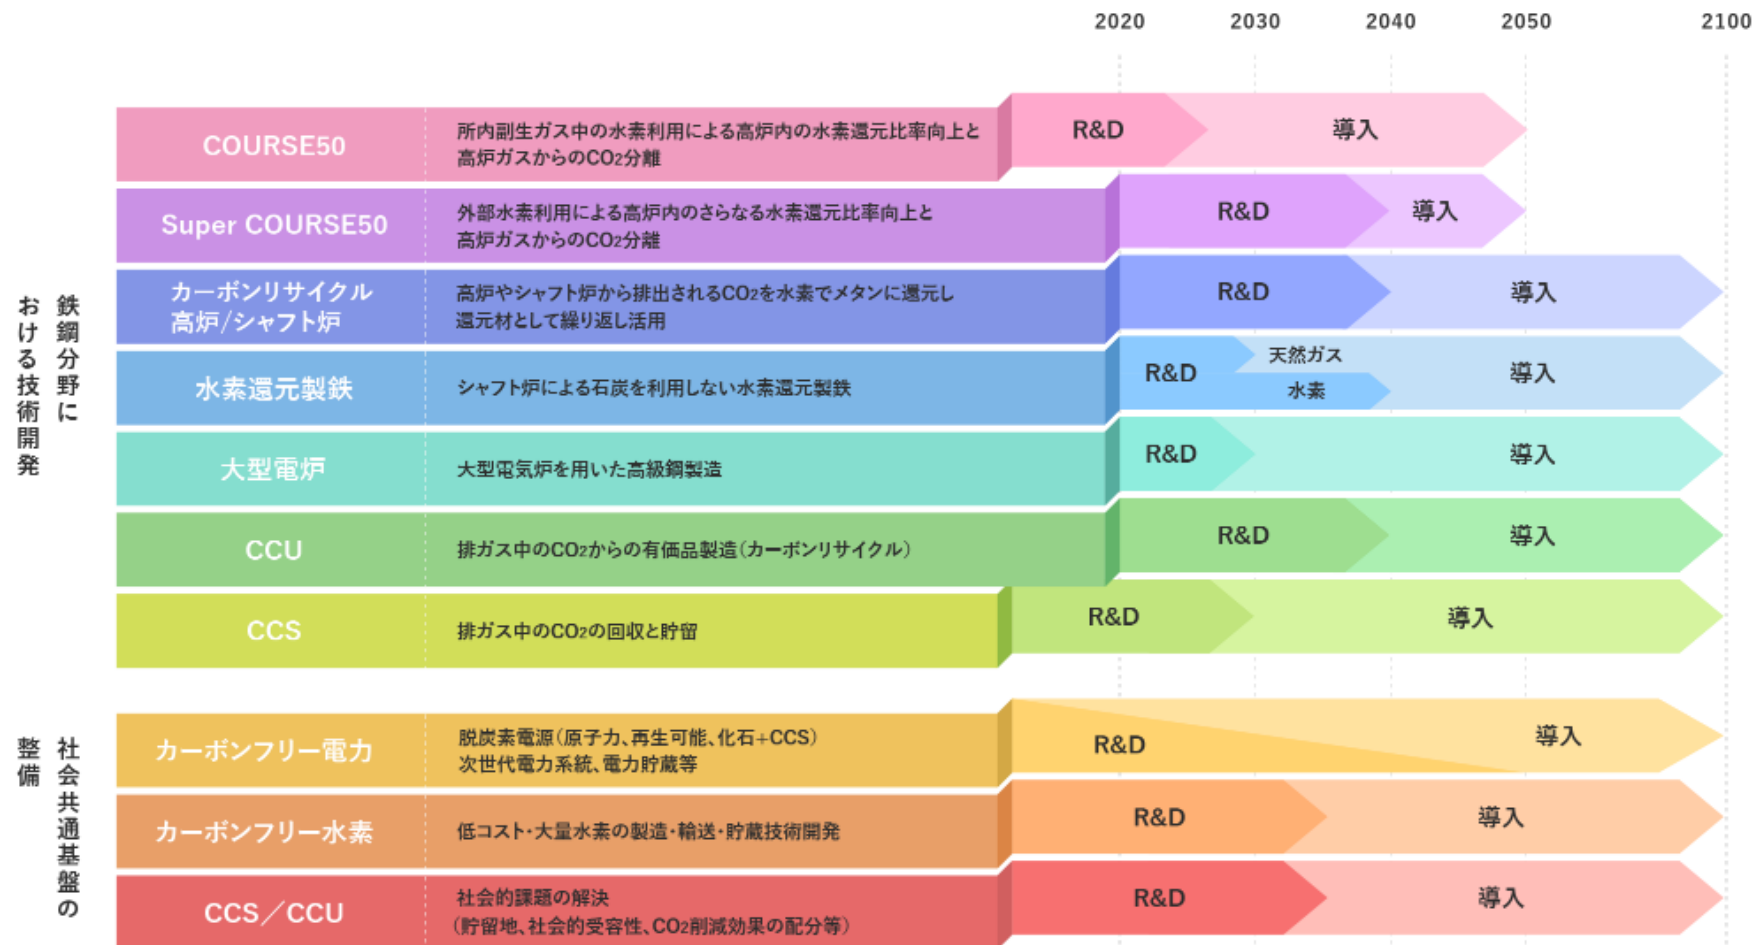 2020 2030 2040 2050 2100
鉄鋼分野に
おける技術開発
COURSE50
所内副生ガス中の水素利用による高炉内の水素還元比率向上と
高炉ガスからのCO2分離
R&D
導入
Super COURSE50
外部水素利用による高炉内のさらなる水素還元比率向上と
高炉ガスからのCO2分離
R&D
導入
カーボンリサイクル
高炉/シャフト炉
高炉やシャフト炉から排出されるCO2を水素でメタンに還元し
還元材として繰り返し活用
R&D
導入
水素還元製鉄
シャフト炉による石炭を利用しない水素還元製鉄
R&D
天然ガス
水素
導入
大型電炉
大型電気炉を用いた高級鋼製造
R&D
導入
CCU
排ガス中のCO2からの有価品製造(カーボンリサイクル)
R&D
導入
CCS
排ガス中のCO2の回収と貯留
R&D
導入
社会共通基盤の
整備
カーボンフリー電力
脱炭素電源(原子力、再生可能、化石+CCS)
次世代電力系統、電力貯蔵等
R&D
導入
カーボンフリー水素
低コスト・大量水素の製造・輸送・貯蔵技術開発
R&D
導入
CCS/CCU
社会的課題の解決
(貯留地、社会的受容性、CO2削減効果の配分等)
R&D
導入